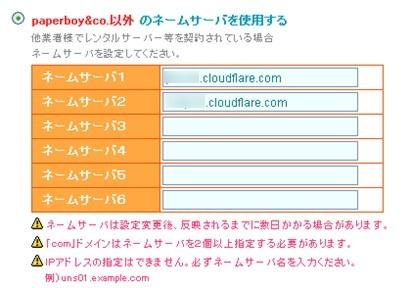 paperboy&co.以外 のネームサーバを使用する
他業者様でレンタルサーバー等を契約されている場合
ネームサーバを設定してください。
ネームサーバ1 .cloudflare.com
ネームサーバ2 .cloudflare.com
ネームサーバ3
ネームサーバ4
ネームサーバ5
ネームサーバ6
ネームサーバは設定変更後、反映されるまでに数日かかる場合があります。
「com」ドメインはネームサーバを2個以上指定する必要があります。
IPアドレスの指定はできません。必ずネームサーバ名を入力ください。
例）uns01.example.com